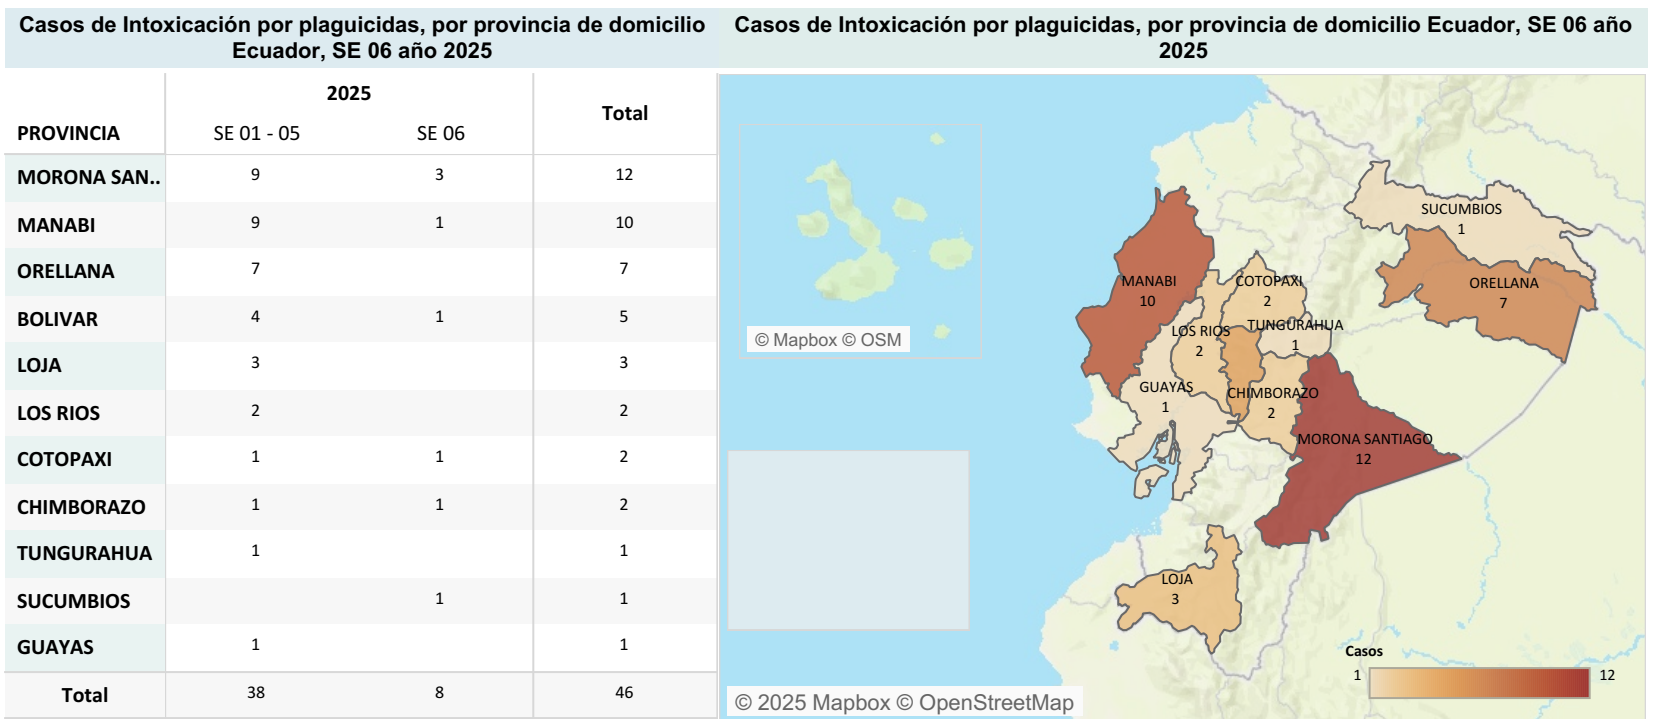 Casos de Intoxicación por plaguicidas, por provincia de domicilio
Ecuador, SE 06 año 2025
PROVINCIA
2025
SE 01 - 05 SE 06
Total
MORONA SAN.. 9 3 12
MANABI 9 1 10
ORELLANA 7 7
BOLIVAR 4 1 5
LOJA 3 3
LOS RIOS 2 2
COTOPAXI 1 1 2
CHIMBORAZO 1 1 2
TUNGURAHUA 1 1
SUCUMBIOS 1 1
GUAYAS 1 1
Total 38 8 46
Casos de Intoxicación por plaguicidas, por provincia de domicilio Ecuador, SE 06 año
2025
© Mapbox © OSM
SUCUMBIOS
1
MANABI
10
COTOPAXI
2
ORELLANA
7
LOS RIOS
2
TUNGURAHUA
1
GUAYAS
1
CHIMBORAZO
2
MORONA SANTIAGO
12
LOJA
3
Casos
1 12
© 2025 Mapbox © OpenStreetMap